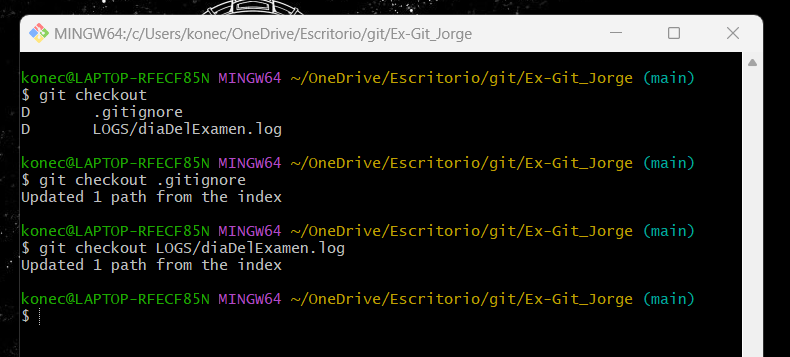 MINGW64:/c/Users/konec/OneDrive/Escritorio/git/Ex-Git_Jorge
konec@LAPTOP-RFECF85N MINGW64 ~/OneDrive/Escritorio/git/Ex-Git_Jorge (main)
$ git checkout
D       .gitignore
D       LOGS/diaDelExamen.log
konec@LAPTOP-RFECF85N MINGW64 ~/OneDrive/Escritorio/git/Ex-Git_Jorge (main)
$ git checkout .gitignore
Updated 1 path from the index
konec@LAPTOP-RFECF85N MINGW64 ~/OneDrive/Escritorio/git/Ex-Git_Jorge (main)
$ git checkout LOGS/diaDelExamen.log
Updated 1 path from the index
konec@LAPTOP-RFECF85N MINGW64 ~/OneDrive/Escritorio/git/Ex-Git_Jorge (main)
$